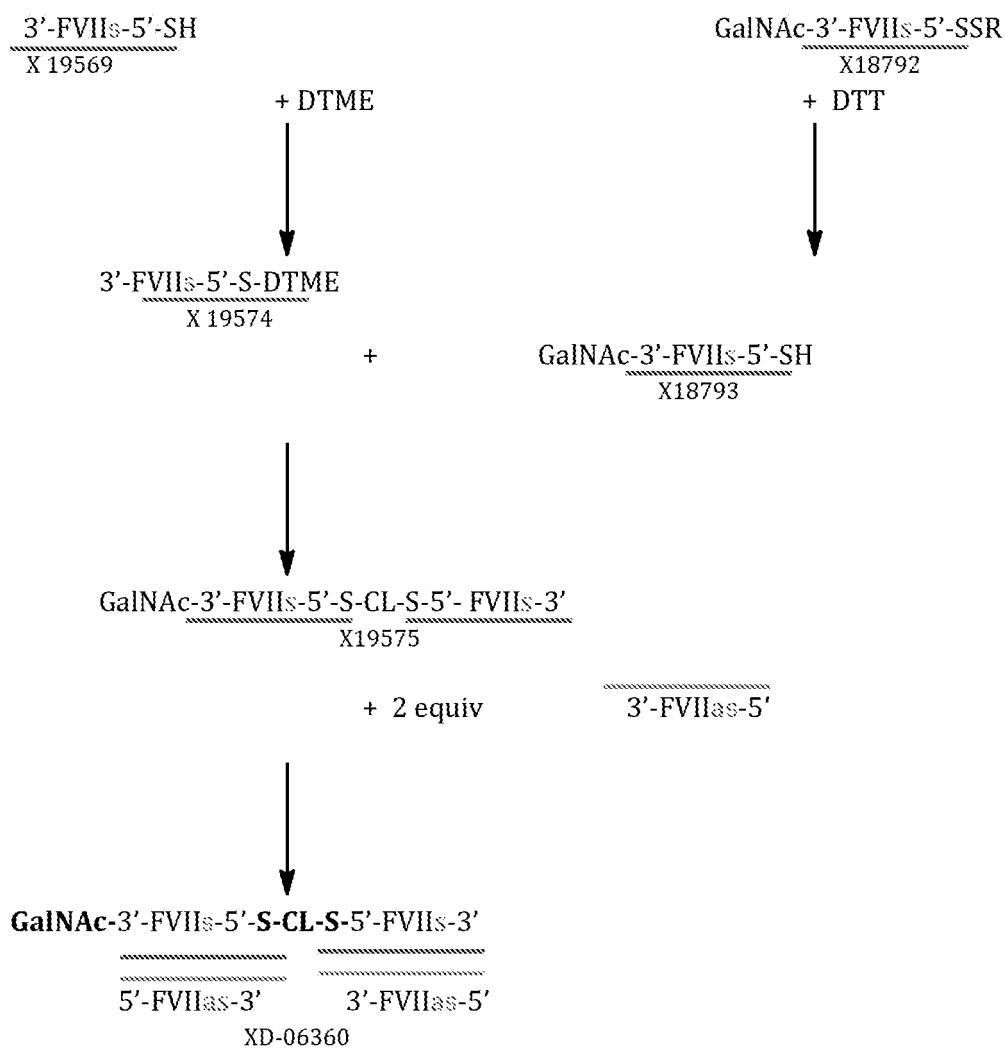 3'-FVIIs-5'-SH
X 19569
+ DTME
GalNAc-3'-FVIIs-5'-SSR
X18792
+ DTT
3'-FVIIs-5'-S-DTME
X 19574
+
GalNAc-3'-FVIIs-5'-SH
X18793
GalNAc-3'-FVIIs-5'-S-CL-S-5'- FVIIs-3'
X19575
+ 2 equiv
3'-FVIIas-5'
GalNAc-3'-FVIIs-5'-S-CL-S-5'-FVIIs-3'
5'-FVIIas-3' 3'-FVIIas-5'
XD-06360